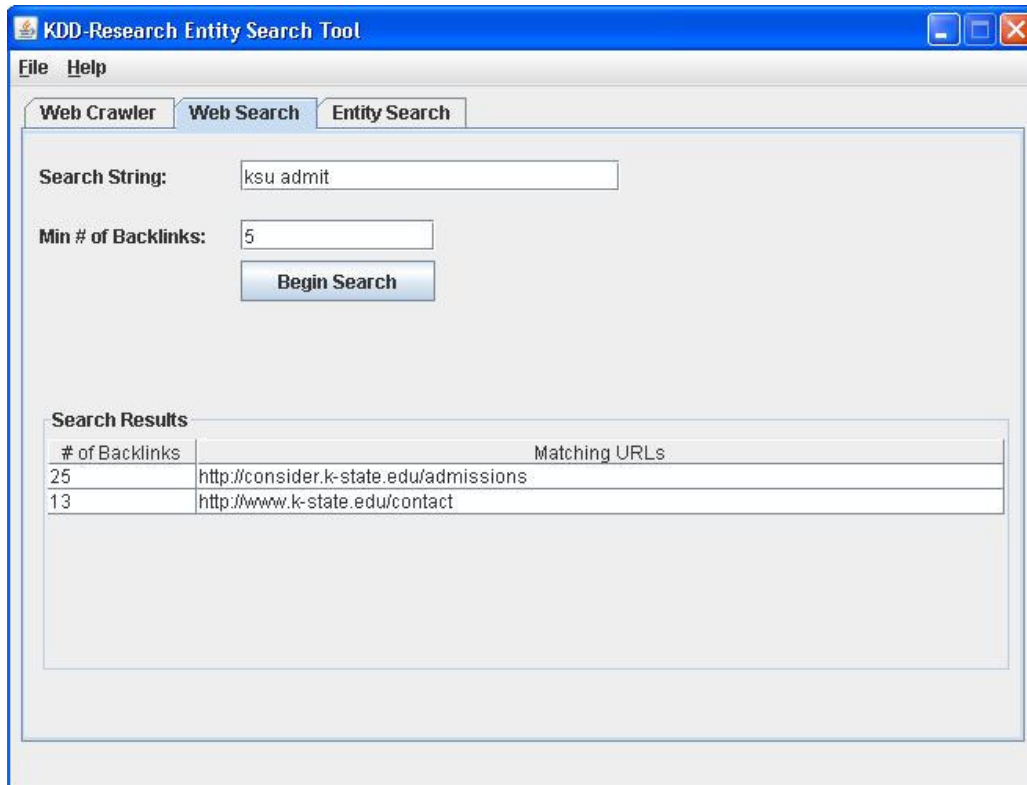 KDD-Research Entity Search Tool
File Help
Web Crawler Web Search Entity Search
Search String: ksu admit
Min # of Backlinks: 5
Begin Search
Search Results
# of Backlinks Matching URLs
25 http://consider.k-state.edu/admissions
13 http://www.k-state.edu/contact